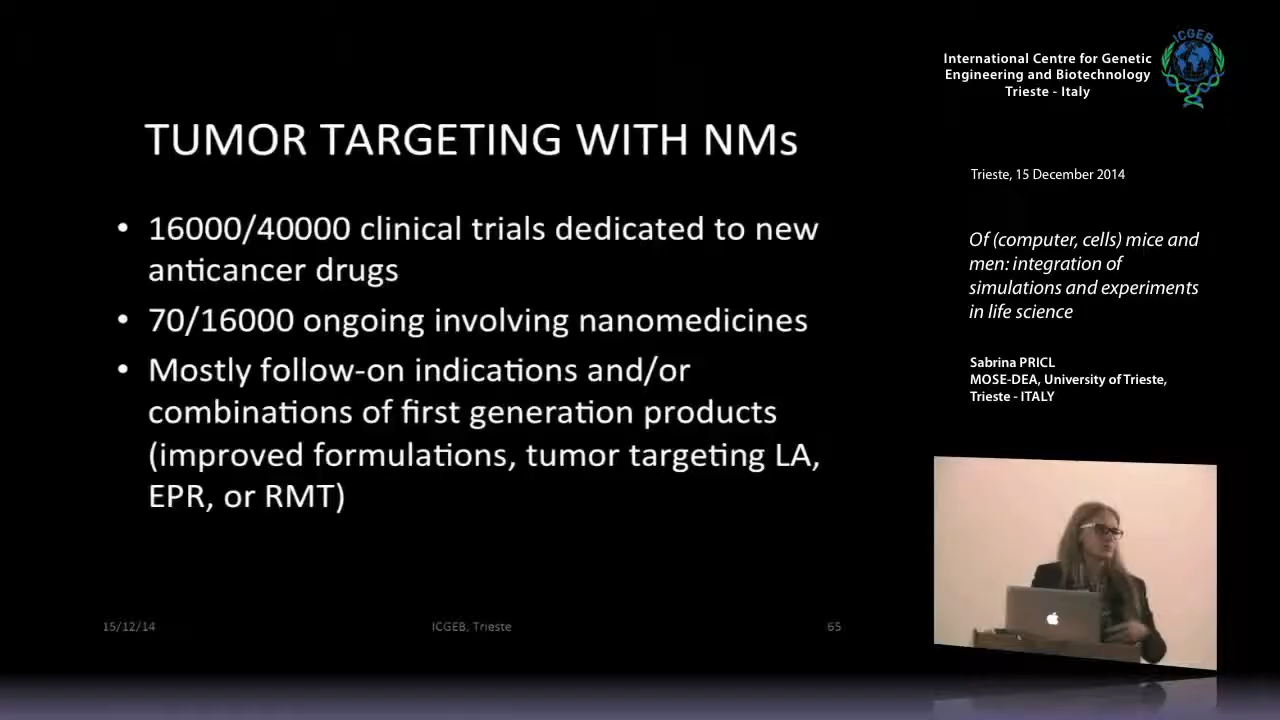 TUMOR TARGETING WITH NMs
• 16000/40000 clinical trials dedicated to new
anticancer drugs
• 70/16000 ongoing involving nanomedicines
• Mostly follow-on indications and/or
combinations of first generation products
(improved formulations, tumor targeting LA,
EPR, or RMT)
15/12/14
ICGEB, Trieste
65
International Centre for Genetic
Engineering and Biotechnology
Trieste - Italy
ICGEB
Trieste, 15 December 2014
Of (computer, cells) mice and
men: integration of
simulations and experiments
in life science
Sabrina PRICL
MOSE-DEA, University of Trieste,
Trieste - ITALY